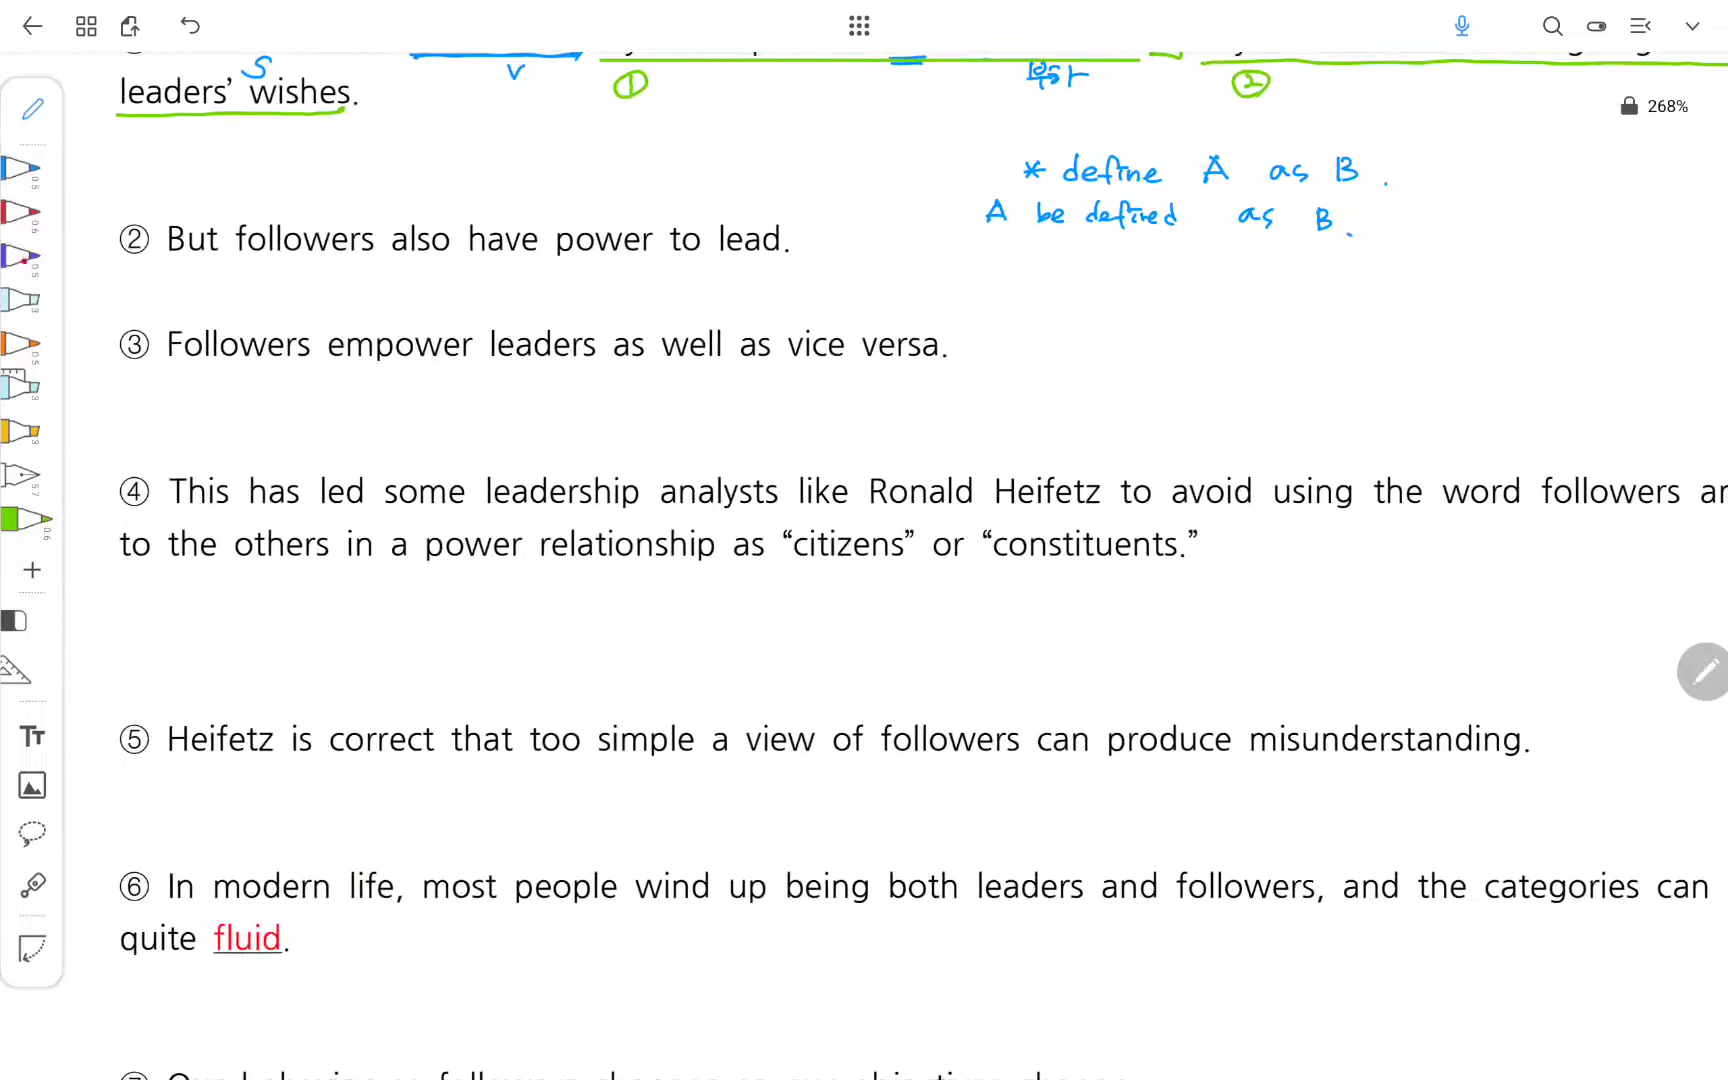 S
V
①
②
leaders’ wishes.
268%
* define A as B.
A be defined as B.
② But followers also have power to lead.
③ Followers empower leaders as well as vice versa.
④ This has led some leadership analysts like Ronald Heifetz to avoid using the word followers
to the others in a power relationship as “citizens” or “constituents.”
⑤ Heifetz is correct that too simple a view of followers can produce misunderstanding.
⑥ In modern life, most people wind up being both leaders and followers, and the categories can
quite fluid.